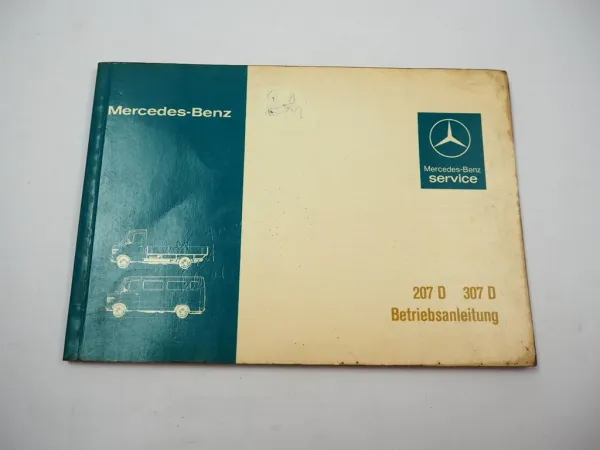 Mercedes-Benz
Mercedes-Benz
service
207 D 307 D
Betriebsanleitung